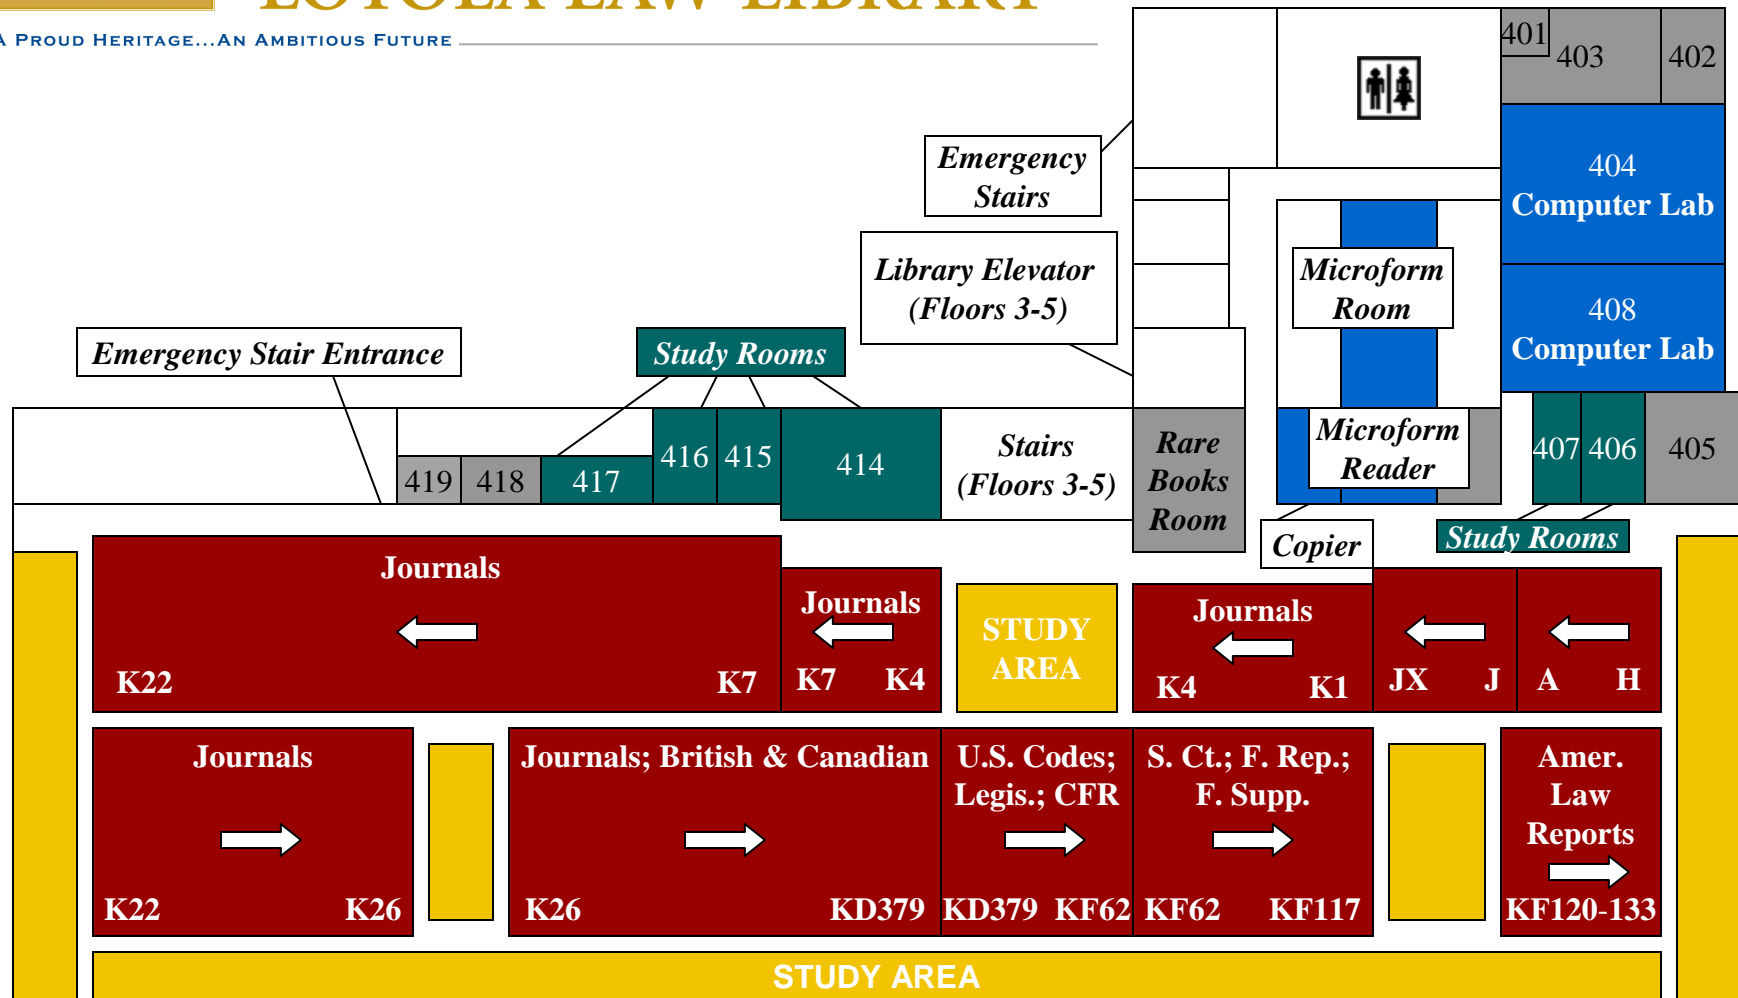 LOYOLA LAW LIBRARY
A PROUD HERITAGE...AN AMBITIOUS FUTURE
401
403
402
404
Computer Lab
Emergency
Stairs
Library Elevator
(Floors 3-5)
Microform
Room
408
Computer Lab
Emergency Stair Entrance
Study Rooms
419
418
417
416
415
414
Stairs
(Floors 3-5)
Rare
Books
Room
Microform
Reader
407
406
405
Copier
Study Rooms
Journals
K22
K7
Journals
K7
K4
STUDY
AREA
Journals
K4
K1
JX
J
A
H
Journals
K22
K26
Journals; British & Canadian
K26
KD379
U.S. Codes;
Legis.; CFR
KD379
KF62
S. Ct.; F. Rep.;
F. Supp.
KF62
KF117
Amer.
Law
Reports
KF120-133
STUDY AREA